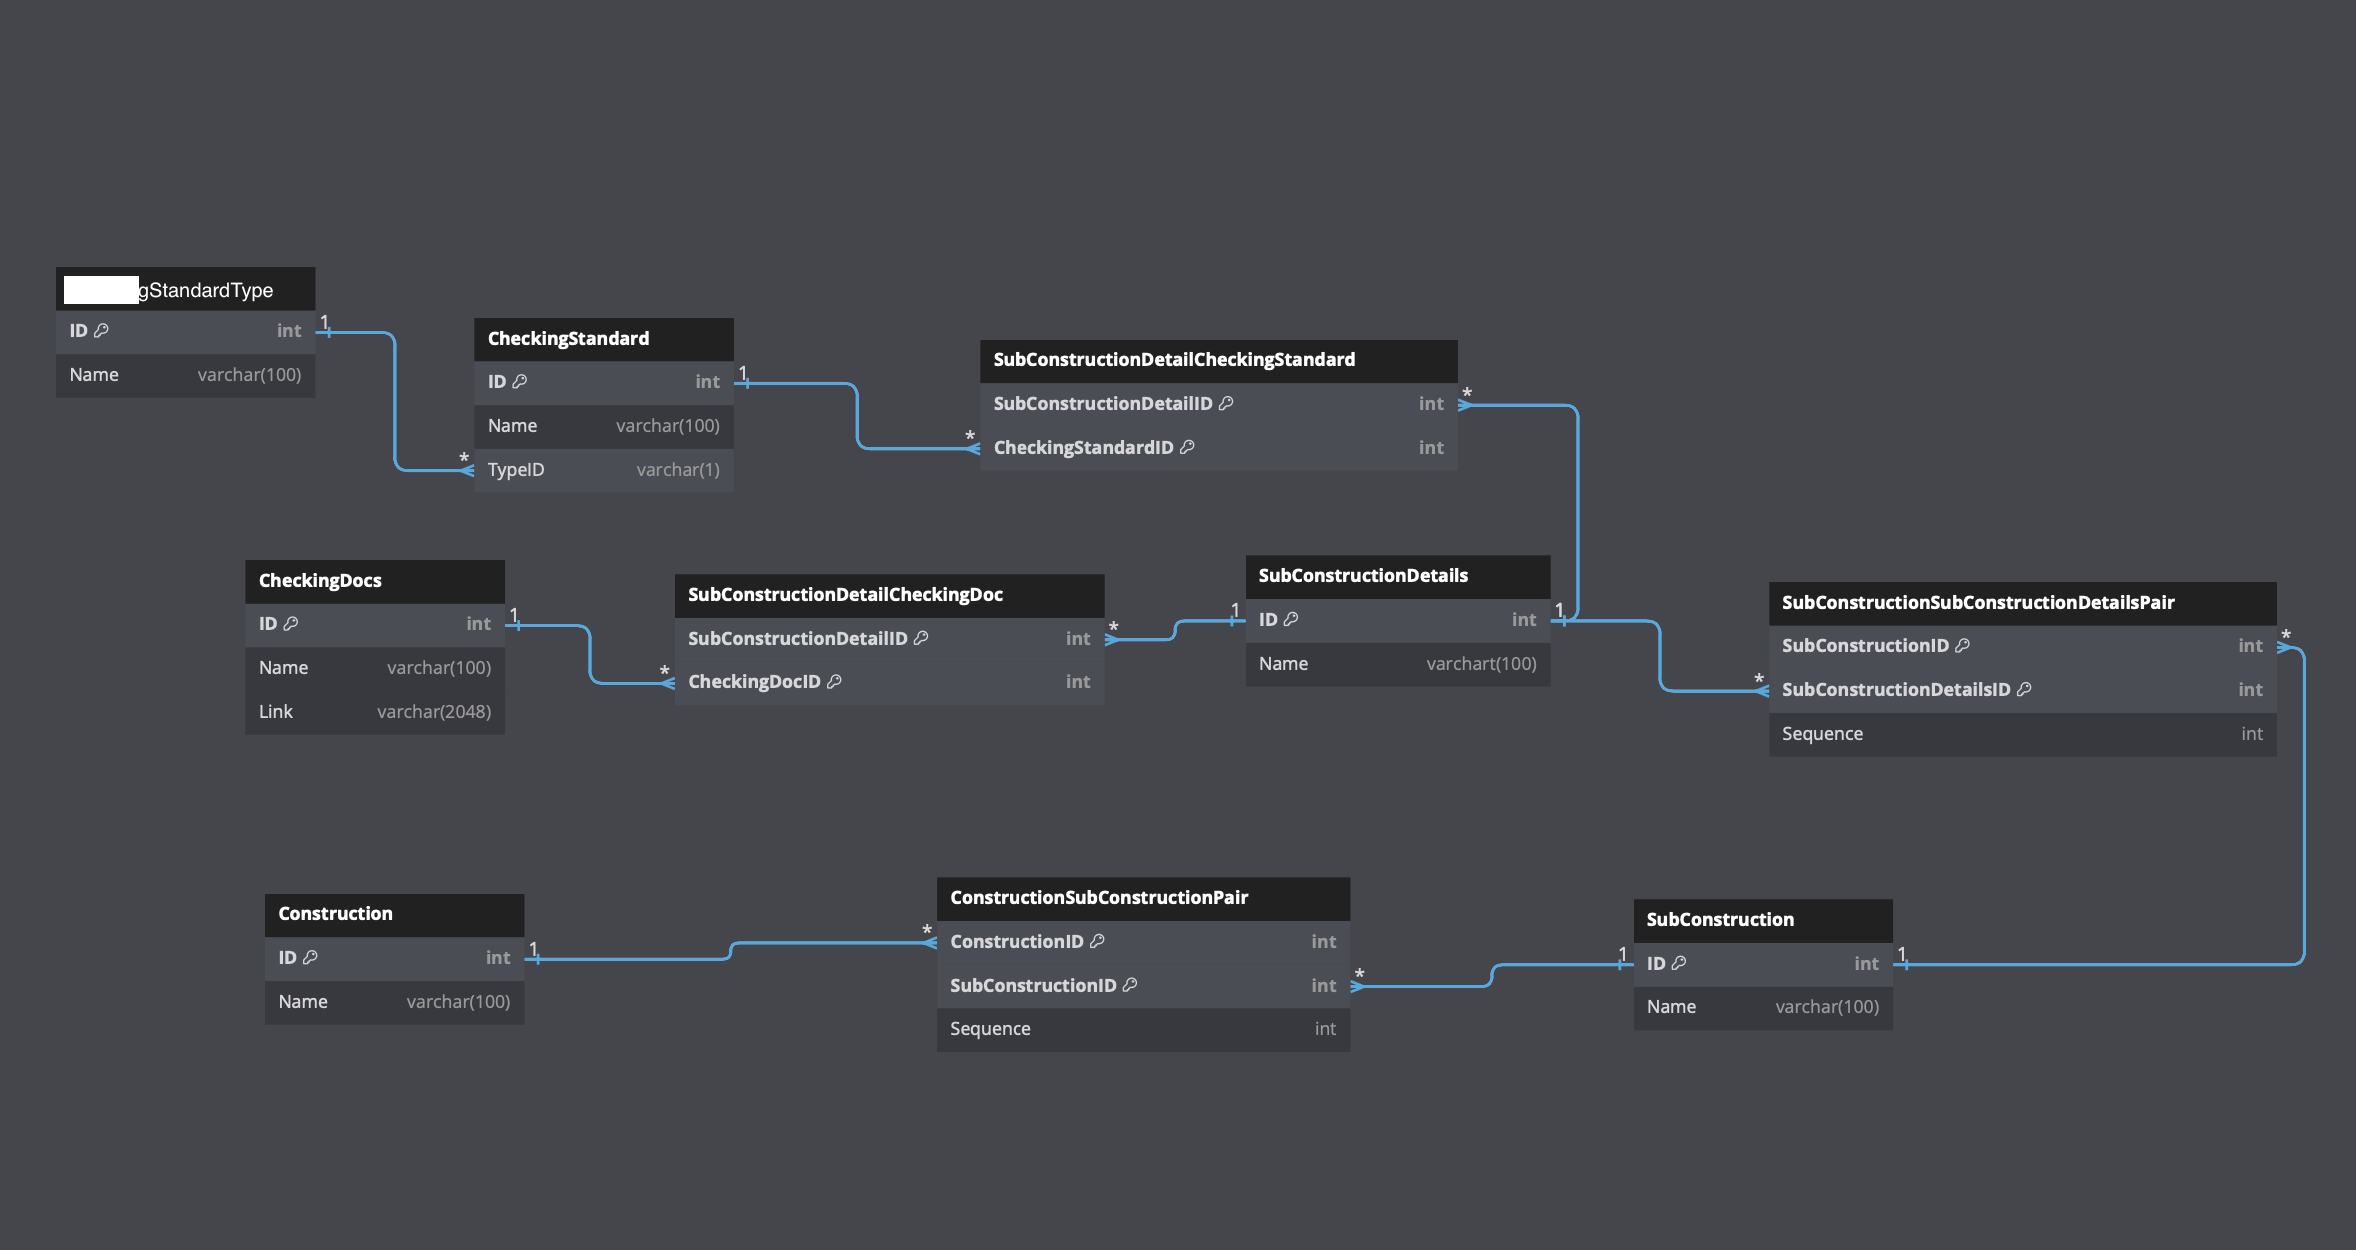 gStandardType
ID int
Name varchar(100)
1
*
CheckingStandard
ID int
Name varchar(100)
TypeID varchar(1)
1
*
SubConstructionDetailCheckingStandard
SubConstructionDetailID int
CheckingStandardID int
*
CheckingDocs
ID int
Name varchar(100)
Link varchar(2048)
1
*
SubConstructionDetailCheckingDoc
SubConstructionDetailID int
CheckingDocID int
*
1
SubConstructionDetails
ID int
Name varchart(100)
1
*
SubConstructionSubConstructionDetailsPair
SubConstructionID int
SubConstructionDetailsID int
Sequence int
*
Construction
ID int
Name varchar(100)
1
*
ConstructionSubConstructionPair
ConstructionID int
SubConstructionID int
Sequence int
*
1
SubConstruction
ID int
Name varchar(100)
1